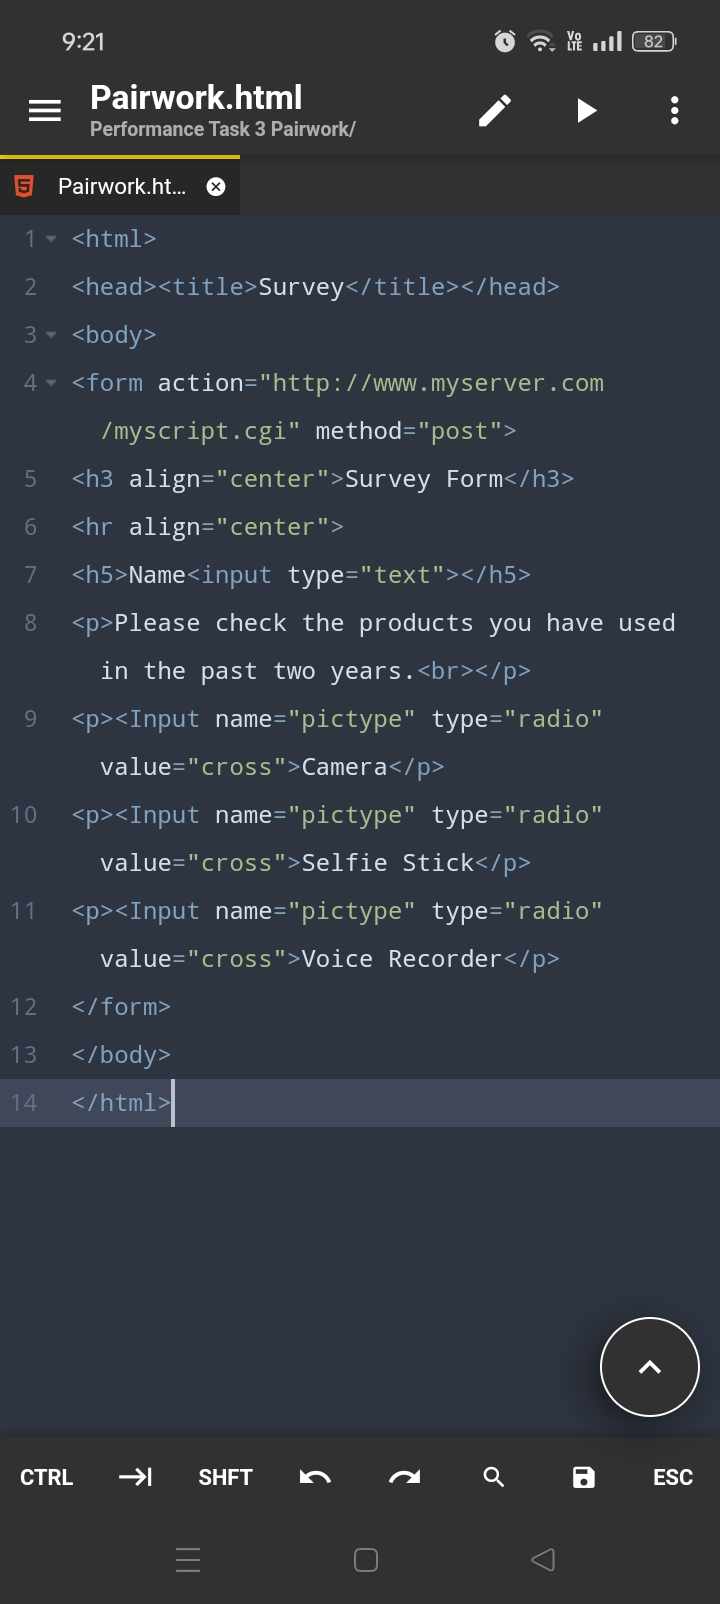 9:21 Vo LTE 82
Pairwork.html
Performance Task 3 Pairwork/
Pairwork.ht...
1 <html>
2 <head><title>Survey</title></head>
3 <body>
4 <form action="http://www.myserver.com
/myscript.cgi" method="post">
5 <h3 align="center">Survey Form</h3>
6 <hr align="center">
7 <h5>Name<input type="text"></h5>
8 <p>Please check the products you have used
in the past two years.<br></p>
9 <p><Input name="pictype" type="radio"
value="cross">Camera</p>
10 <p><Input name="pictype" type="radio"
value="cross">Selfie Stick</p>
11 <p><Input name="pictype" type="radio"
value="cross">Voice Recorder</p>
12 </form>
13 </body>
14 </html>
CTRL SHFT ESC